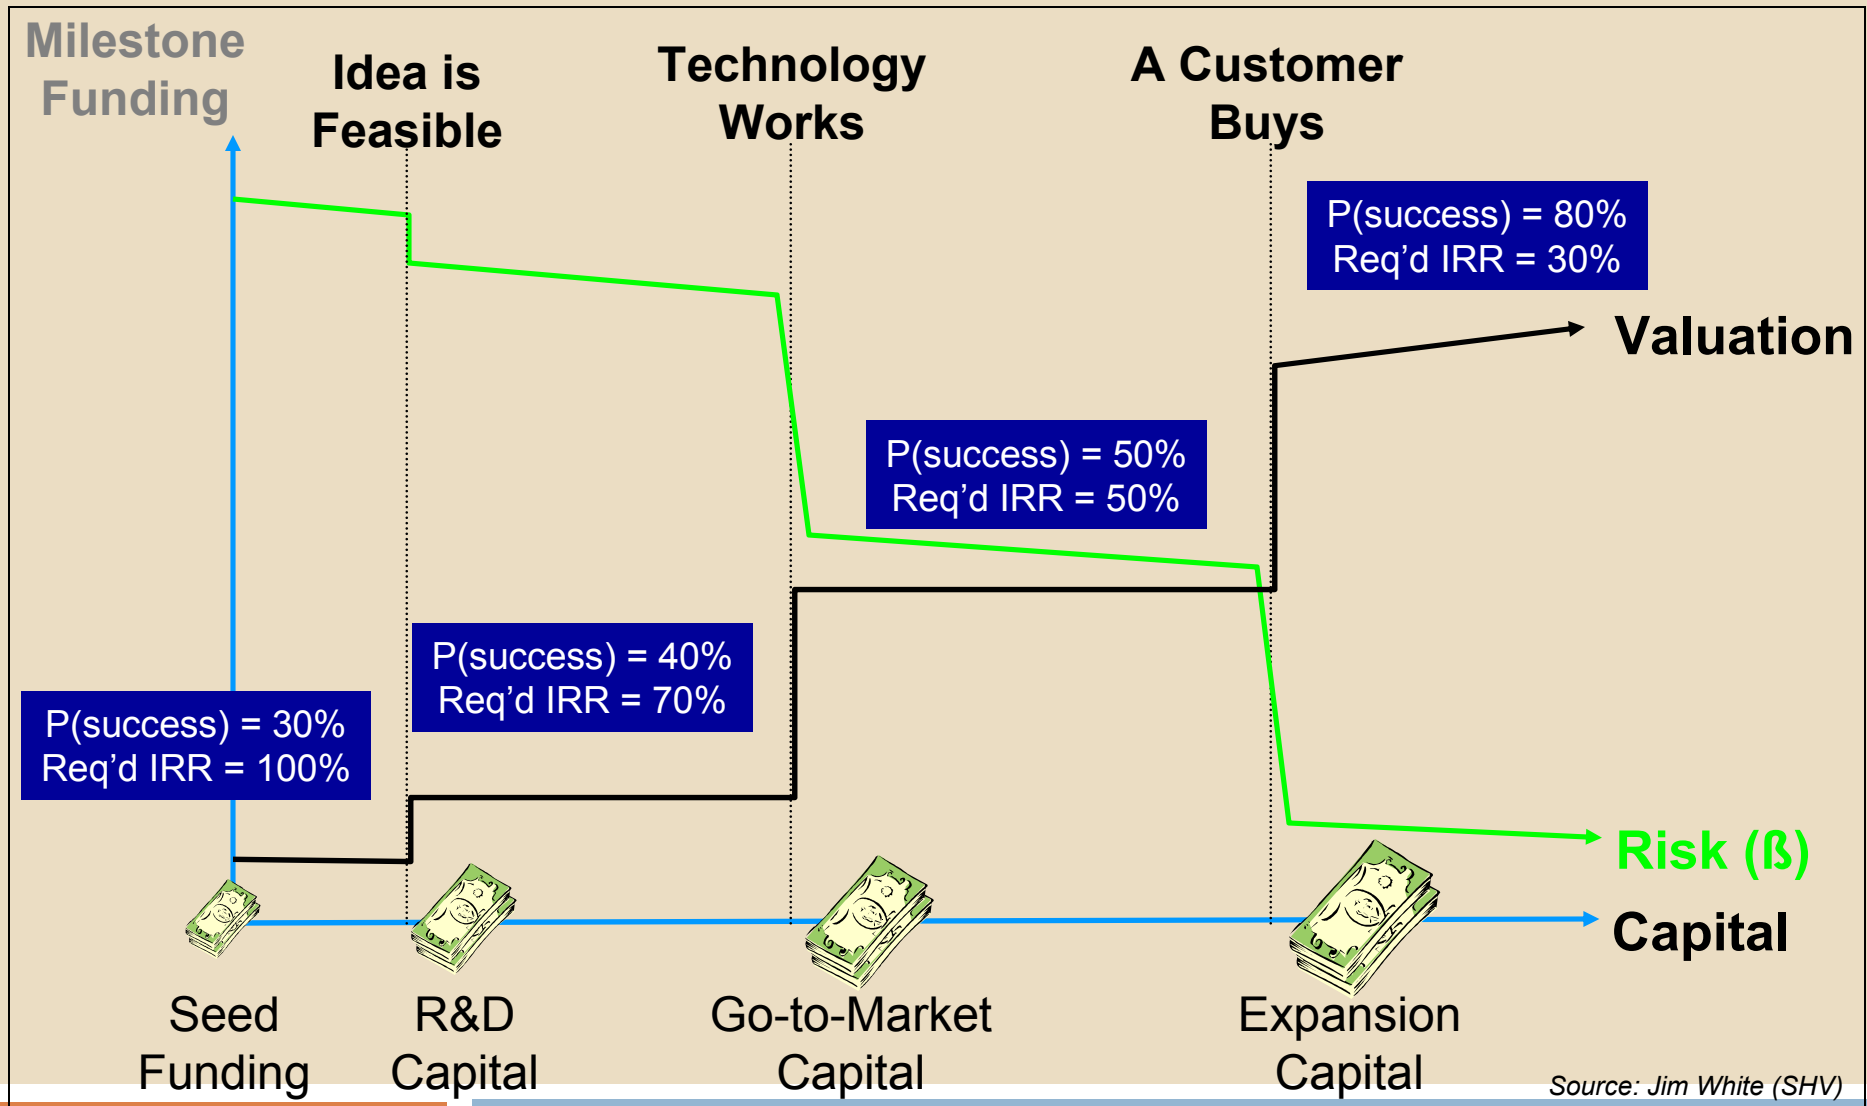 Milestone
Funding
Idea is
Feasible
Technology
Works
A Customer
Buys
P(success) = 80%
Req’d IRR = 30%
Valuation
P(success) = 50%
Req’d IRR = 50%
P(success) = 40%
Req’d IRR = 70%
P(success) = 30%
Req’d IRR = 100%
Risk (ß)
Capital
Seed
Funding
R&D
Capital
Go-to-Market
Capital
Expansion
Capital
Source: Jim White (SHV)